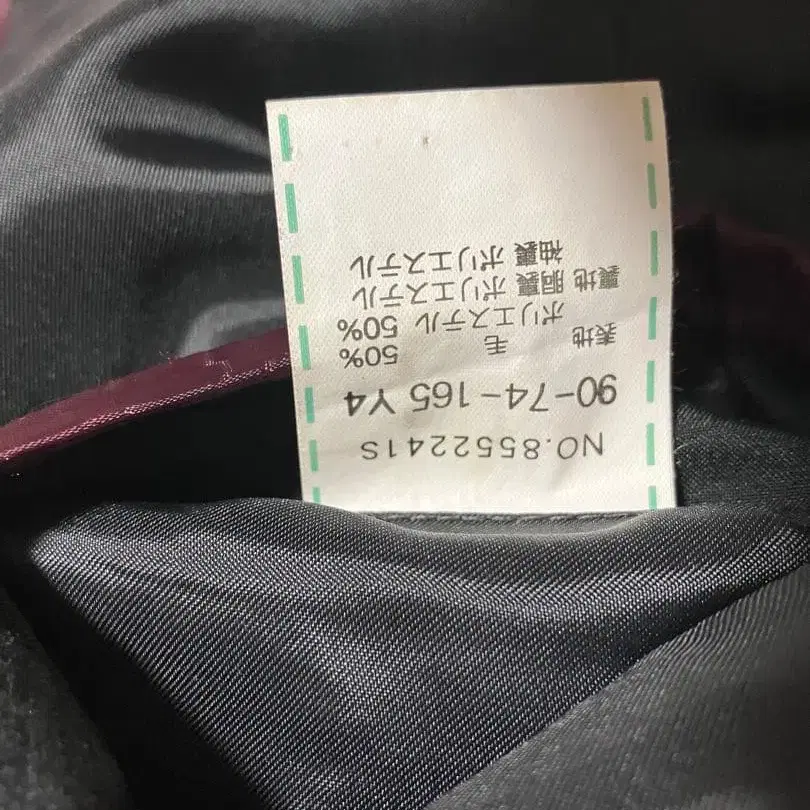 NO.8552241S
90-74-165 Y4
表地 毛 50%
ポリエステル 50%
裏地 胴裏 ポリエステル
袖裏 ポリエステル